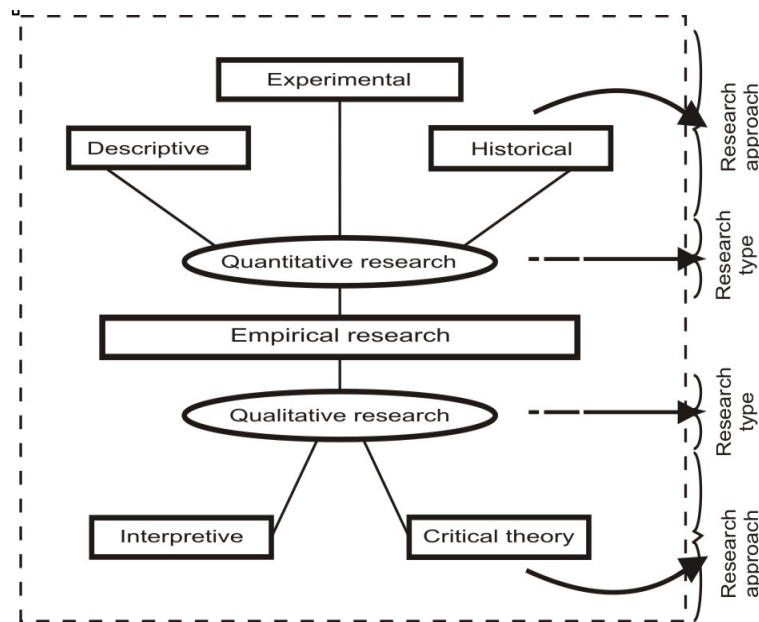 Experimental
Descriptive
Historical
Research
approach
Quantitative research
Research
type
Empirical research
Qualitative research
Research
type
Interpretive
Critical theory
Research
approach